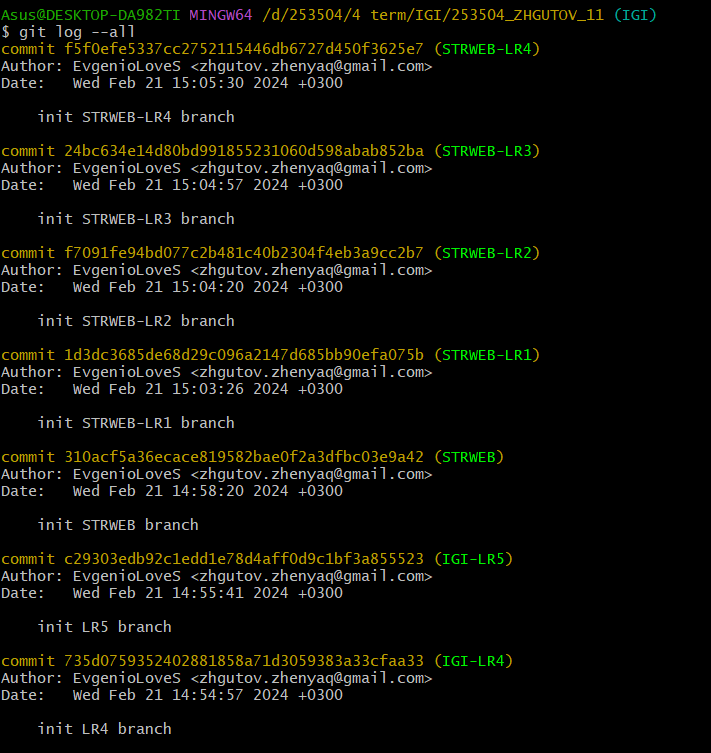 Asus@DESKTOP-DA982TI MINGW64 /d/253504/4 term/IGI/253504_ZHGUTOV_11 (IGI)
$ git log --all
commit f5f0efe5337cc2752115446db6727d450f3625e7 (STRWEB-LR4)
Author: EvgenioLoveS <zhgutov.zhenyaq@gmail.com>
Date:   Wed Feb 21 15:05:30 2024 +0300

    init STRWEB-LR4 branch

commit 24bc634e14d80bd991855231060d598abab852ba (STRWEB-LR3)
Author: EvgenioLoveS <zhgutov.zhenyaq@gmail.com>
Date:   Wed Feb 21 15:04:57 2024 +0300

    init STRWEB-LR3 branch

commit f7091fe94bd077c2b481c40b2304f4eb3a9cc2b7 (STRWEB-LR2)
Author: EvgenioLoveS <zhgutov.zhenyaq@gmail.com>
Date:   Wed Feb 21 15:04:20 2024 +0300

    init STRWEB-LR2 branch

commit 1d3dc3685de68d29c096a2147d685bb90efa075b (STRWEB-LR1)
Author: EvgenioLoveS <zhgutov.zhenyaq@gmail.com>
Date:   Wed Feb 21 15:03:26 2024 +0300

    init STRWEB-LR1 branch

commit 310acf5a36ecace819582bae0f2a3dfbc03e9a42 (STRWEB)
Author: EvgenioLoveS <zhgutov.zhenyaq@gmail.com>
Date:   Wed Feb 21 14:58:20 2024 +0300

    init STRWEB branch

commit c29303edb92c1edd1e78d4aff0d9c1bf3a855523 (IGI-LR5)
Author: EvgenioLoveS <zhgutov.zhenyaq@gmail.com>
Date:   Wed Feb 21 14:55:41 2024 +0300

    init LR5 branch

commit 735d0759352402881858a71d3059383a33cfaa33 (IGI-LR4)
Author: EvgenioLoveS <zhgutov.zhenyaq@gmail.com>
Date:   Wed Feb 21 14:54:57 2024 +0300

    init LR4 branch